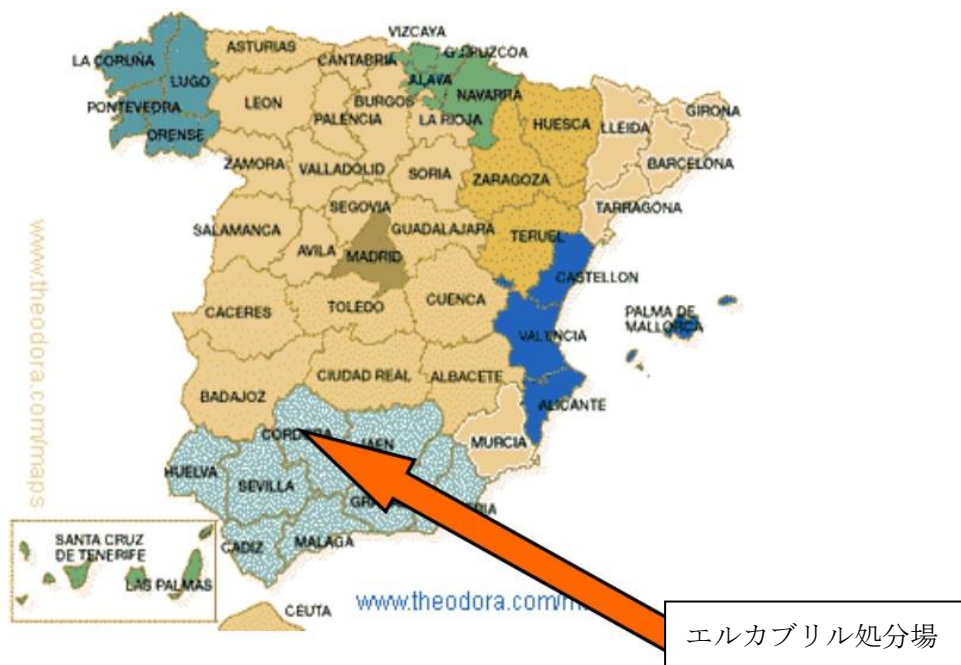 VIZCAYA
ASTURIAS
CANTABRIA
GUIPUZCOA
LA CORUÑA
LUGO
ALAVA
NAVARRA
LEON
BURGOS
PONTEVEDRA
PALENCIA
LA RIOJA
HUESCA
LLEIDA
GIRONA
ORENSE
ZAMORA
VALLADOLID
SORIA
ZARAGOZA
BARCELONA
SEGOVIA
TARRAGONA
SALAMANCA
GUADALAJARA
TERUEL
AVILA
MADRID
CASTELLON
CACERES
TOLEDO
CUENCA
PALMA DE
MALLORCA
VALENCIA
CIUDAD REAL
ALBACETE
BADAJOZ
ALICANTE
CORDOBA
JAEN
MURCIA
HUELVA
SEVILLA
CADIZ
MALAGA
www.theodora.com/maps
SANTA CRUZ
DE TENERIFE
LAS PALMAS
CEUTA
www.theodora.com/m
エルカブリル処分場